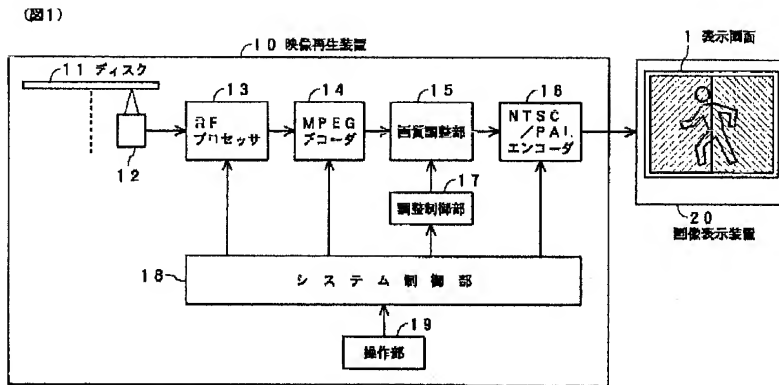 (図1)
10 映像再生装置
1 表示画面
11 ディスク
12
13
RF
プロセッサ
14
MPEG
デコーダ
15
画質調整部
16
NTSC
/PAL
エンコーダ
17
調整制御部
18
システム制御部
19
操作部
20
画像表示装置